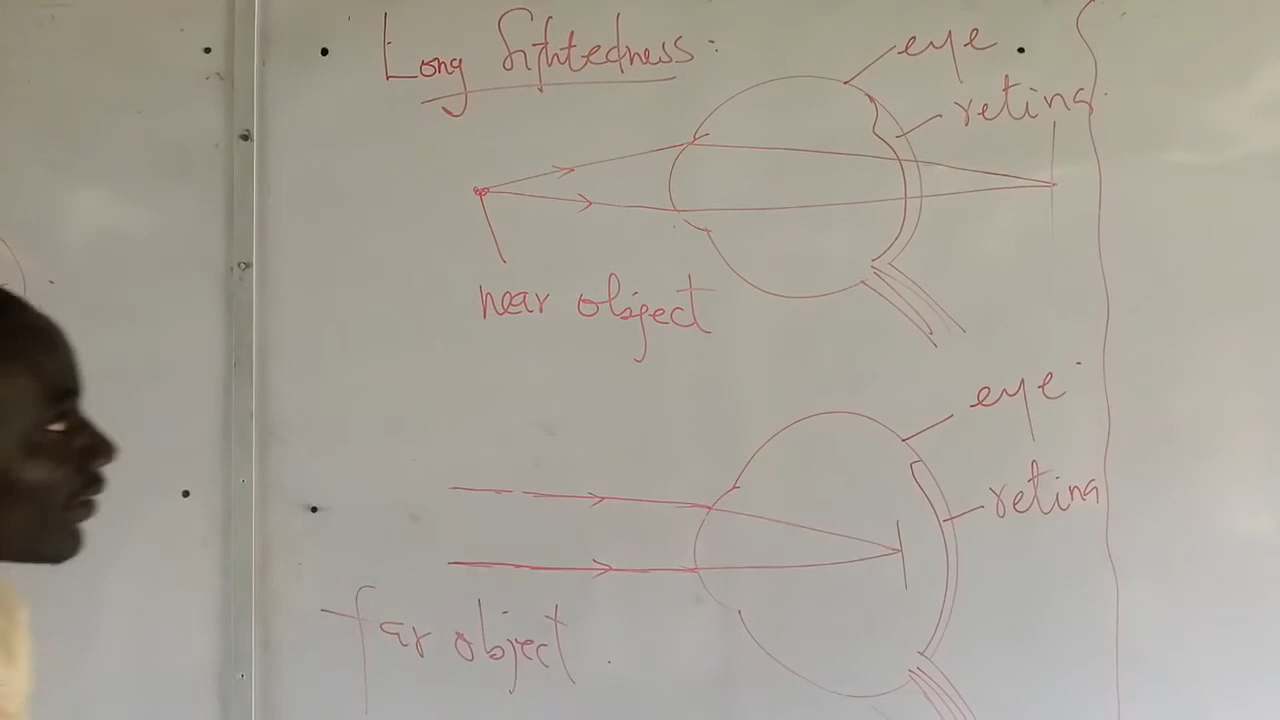 Long Sightedness:
eye
retina
near object
eye
retina
far object